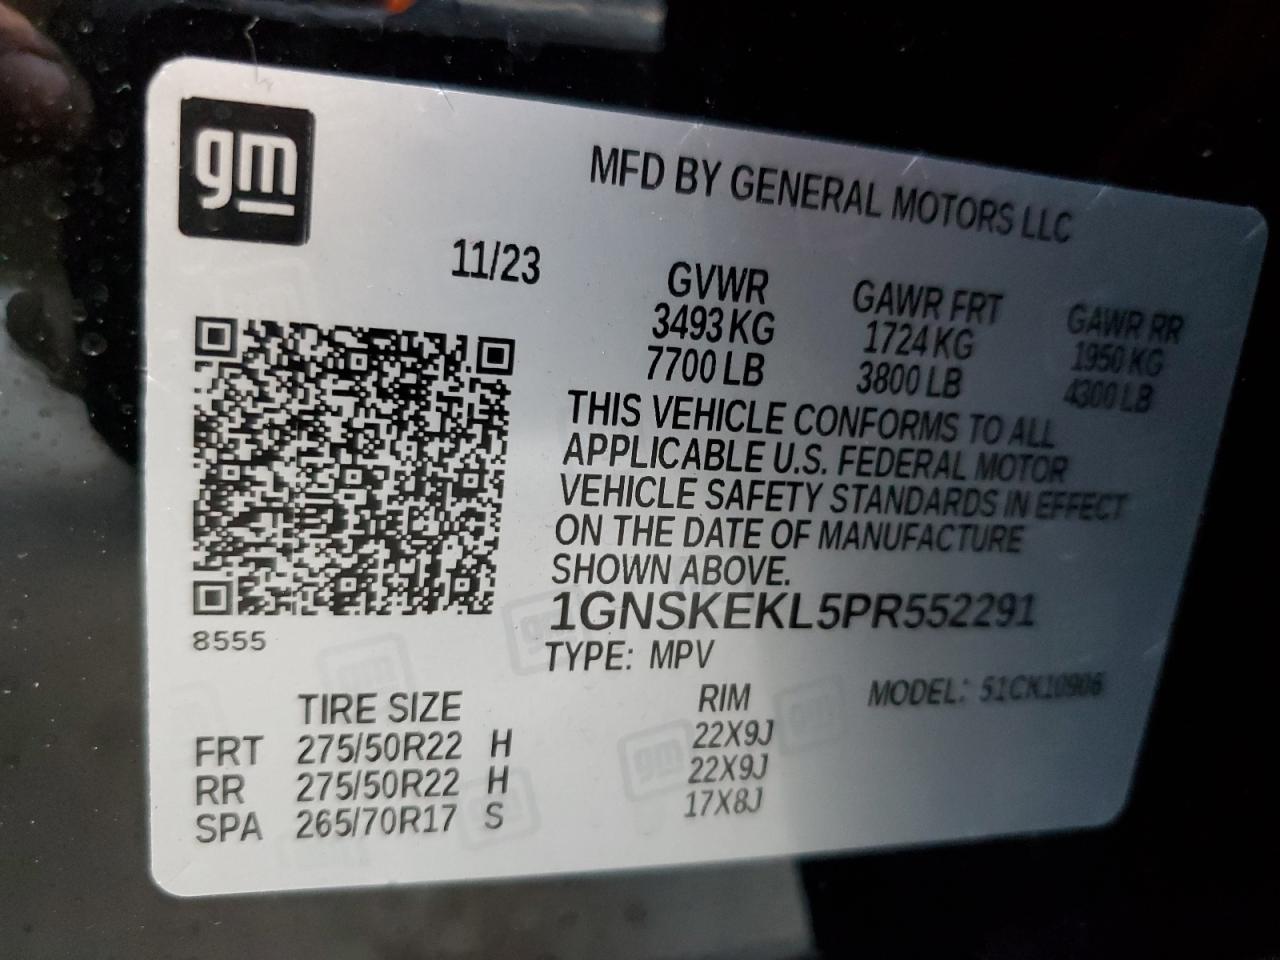 gm
MFD BY GENERAL MOTORS LLC
11/23
GVWR GAWR FRT GAWR RR
3493 KG 1724 KG 1950 KG
7700 LB 3800 LB 4300 LB
THIS VEHICLE CONFORMS TO ALL
APPLICABLE U.S. FEDERAL MOTOR
VEHICLE SAFETY STANDARDS IN EFFECT
ON THE DATE OF MANUFACTURE
SHOWN ABOVE.
1GNSKEKL5PR552291
8555
TYPE: MPV
MODEL: 51CK10906
TIRE SIZE RIM
FRT 275/50R22 H 22X9J
RR 275/50R22 H 22X9J
SPA 265/70R17 S 17X8J
gm